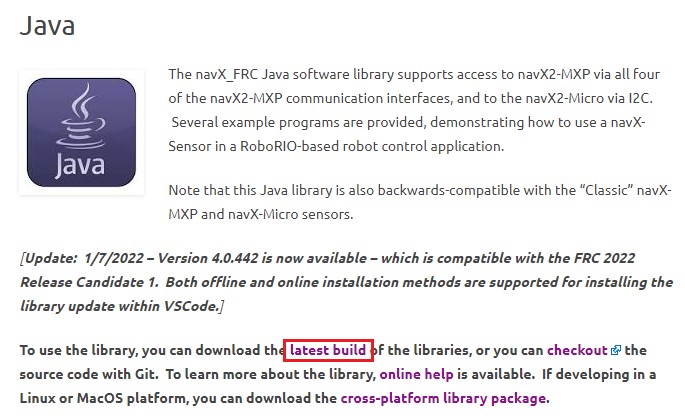 Java
Java
The navX_FRC Java software library supports access to navX2-MXP via all four
of the navX2-MXP communication interfaces, and to the navX2-Micro via I2C.
Several example programs are provided, demonstrating how to use a navX-
Sensor in a RoboRIO-based robot control application.
Note that this Java library is also backwards-compatible with the “Classic” navX-
MXP and navX-Micro sensors.
[Update:  1/7/2022 – Version 4.0.442 is now available – which is compatible with the FRC 2022
Release Candidate 1.  Both offline and online installation methods are supported for installing the
library update within VSCode.]
To use the library, you can download the latest build of the libraries, or you can checkout the
source code with Git.  To learn more about the library, online help is available.  If developing in a
Linux or MacOS platform, you can download the cross-platform library package.